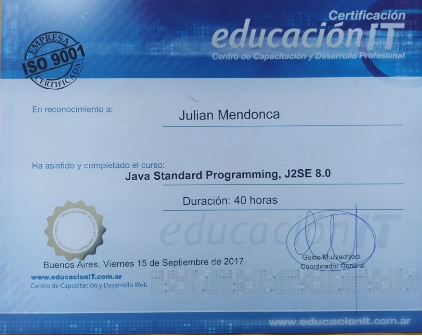 Certificación
educaciónIT
Centro de Capacitación y Desarrollo Profesional
EMPRESA
ISO 9001
CERTIFICADA
En reconocimiento a:
Julian Mendonca
Ha asistido y completado el curso:
Java Standard Programming, J2SE 8.0
Duración: 40 horas
educaciónIT
Buenos Aires, Viernes 15 de Septiembre de 2017
Coordinador General
www.educacionIT.com.ar
Centro de Capacitación y Desarrollo Web
www.educacionit.com.ar